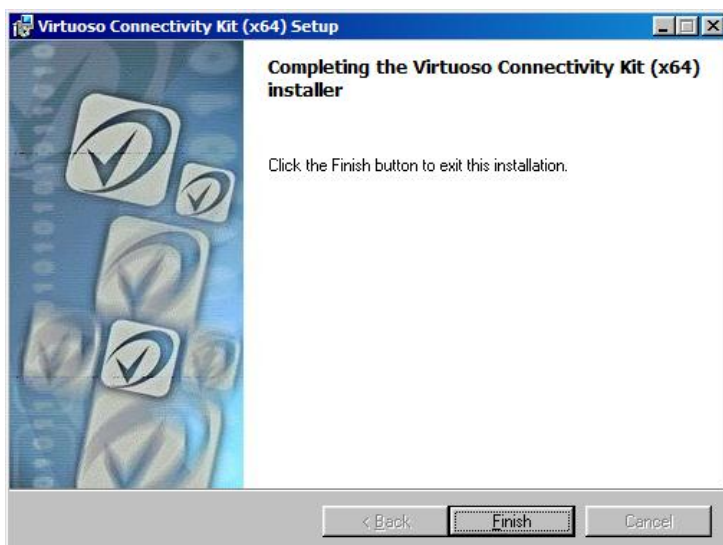 Virtuoso Connectivity Kit (x64) Setup
Completing the Virtuoso Connectivity Kit (x64)
installer
Click the Finish button to exit this installation.
< Back
Finish
Cancel